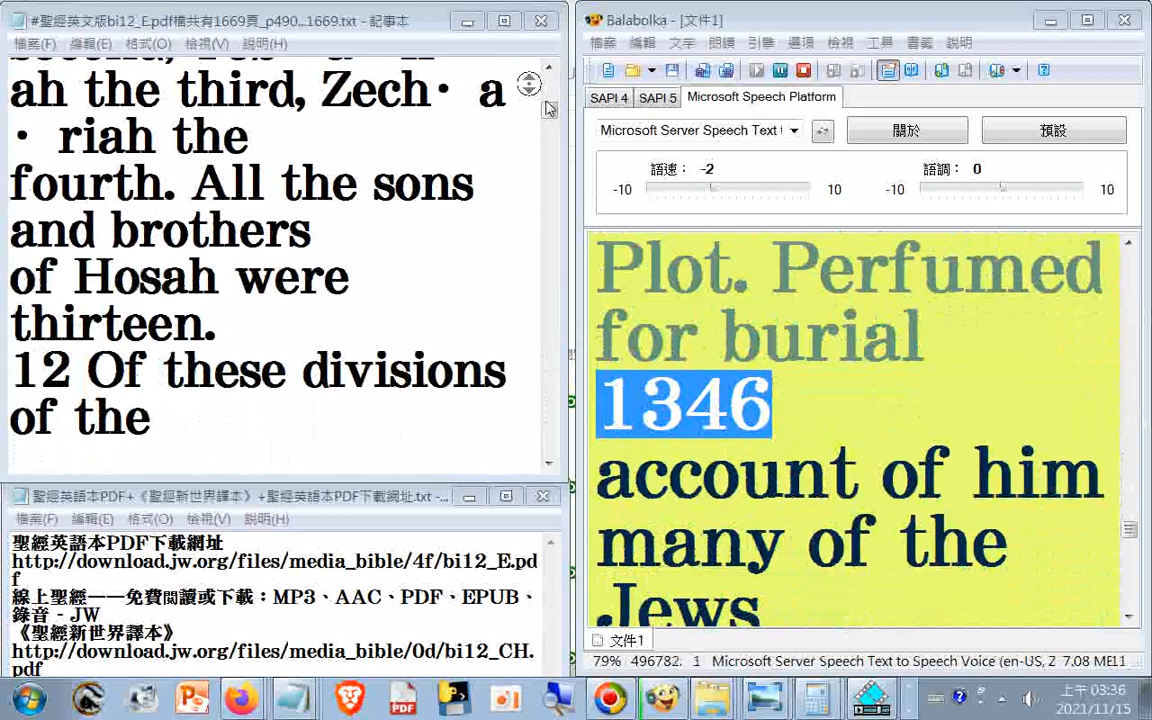 #聖經英文版bi12_E.pdf檔共有1669頁_p490...1669.txt - 記事本
檔案(F) 編輯(E) 格式(O) 檢視(V) 說明(H)
ah the third, Zech· a
· riah the
fourth. All the sons
and brothers
of Hosah were
thirteen.
12 Of these divisions
of the
聖經英語本PDF+《聖經新世界譯本》+聖經英語本PDF下載網址.txt -...
檔案(F) 編輯(E) 格式(O) 檢視(V) 說明(H)
聖經英語本PDF下載網址
http://download.jw.org/files/media_bible/4f/bi12_E.pd
f
線上聖經——免費閱讀或下載：MP3、AAC、PDF、EPUB、
錄音 - JW
《聖經新世界譯本》
http://download.jw.org/files/media_bible/0d/bi12_CH.
pdf
Balabolka - [文件1]
檔案 編輯 文字 朗讀 引擎 選項 檢視 工具 書籤 說明
SAPI 4 SAPI 5 Microsoft Speech Platform
Microsoft Server Speech Text 關於 預設
語速： -2 語調： 0
-10 10 -10 10
Plot. Perfumed
for burial
1346
account of him
many of the
Jews
文件1
79% 496782. 1 Microsoft Server Speech Text to Speech Voice (en-US, Z 7.08 ME11
上午 03:36
2021/11/15